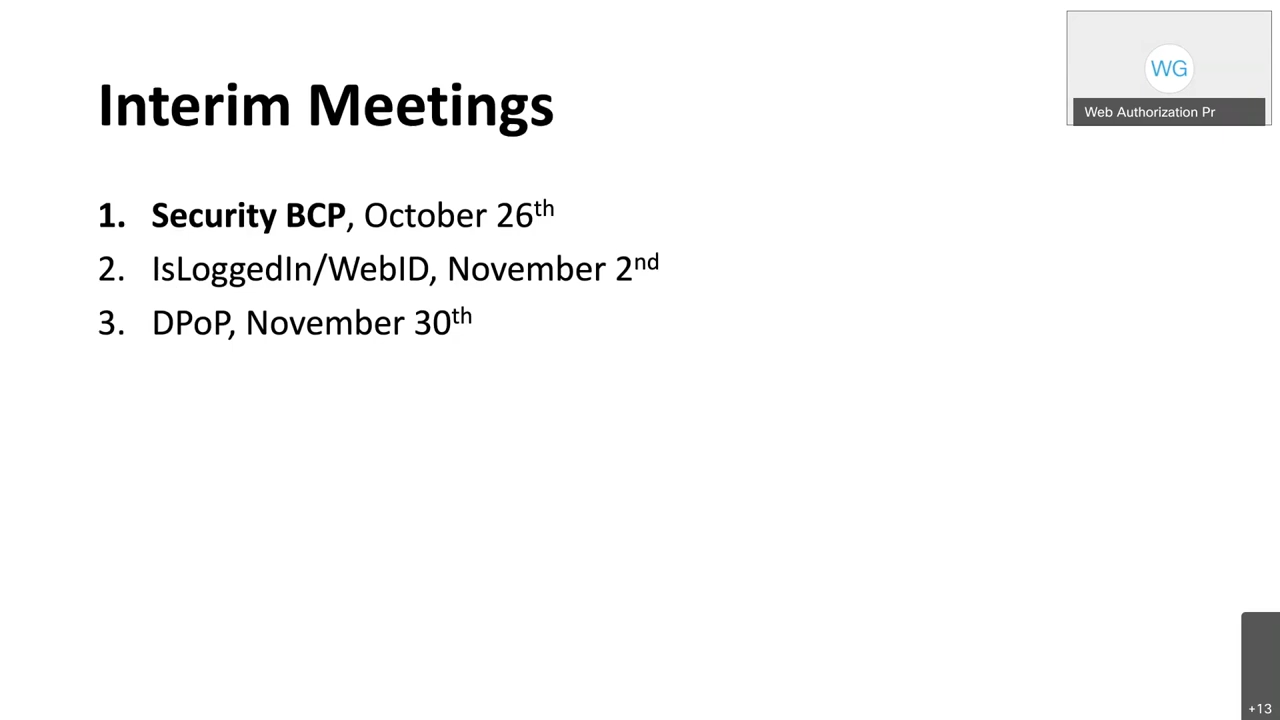 Interim Meetings
WG
Web Authorization Pr
1. Security BCP, October 26th
2. IsLoggedIn/WebID, November 2nd
3. DPoP, November 30th
+13